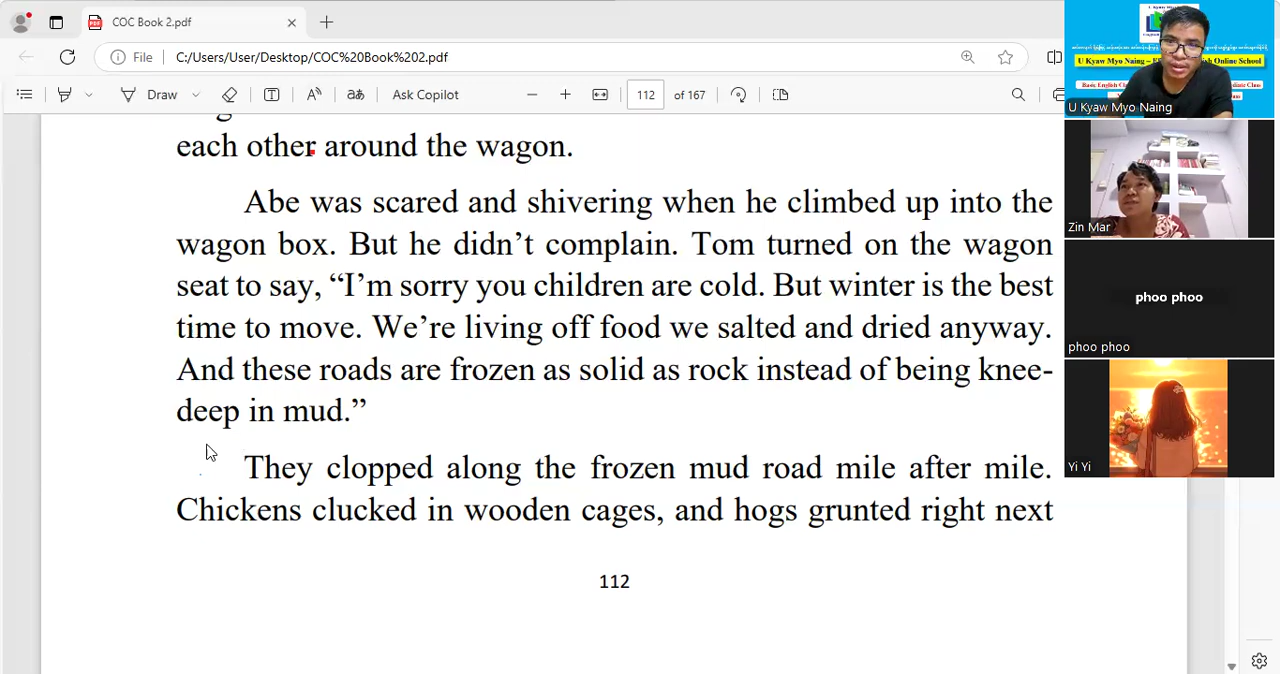 COC Book 2.pdf
File
C:/Users/User/Desktop/COC%20Book%202.pdf
Draw
Ask Copilot
112 of 167
each other around the wagon.
Abe was scared and shivering when he climbed up into the
wagon box. But he didn’t complain. Tom turned on the wagon
seat to say, “I’m sorry you children are cold. But winter is the best
time to move. We’re living off food we salted and dried anyway.
And these roads are frozen as solid as rock instead of being knee-
deep in mud.”
They clopped along the frozen mud road mile after mile.
Chickens clucked in wooden cages, and hogs grunted right next
112
U Kyaw Myo Naing
Zin Mar
phoo phoo
phoo phoo
Yi Yi